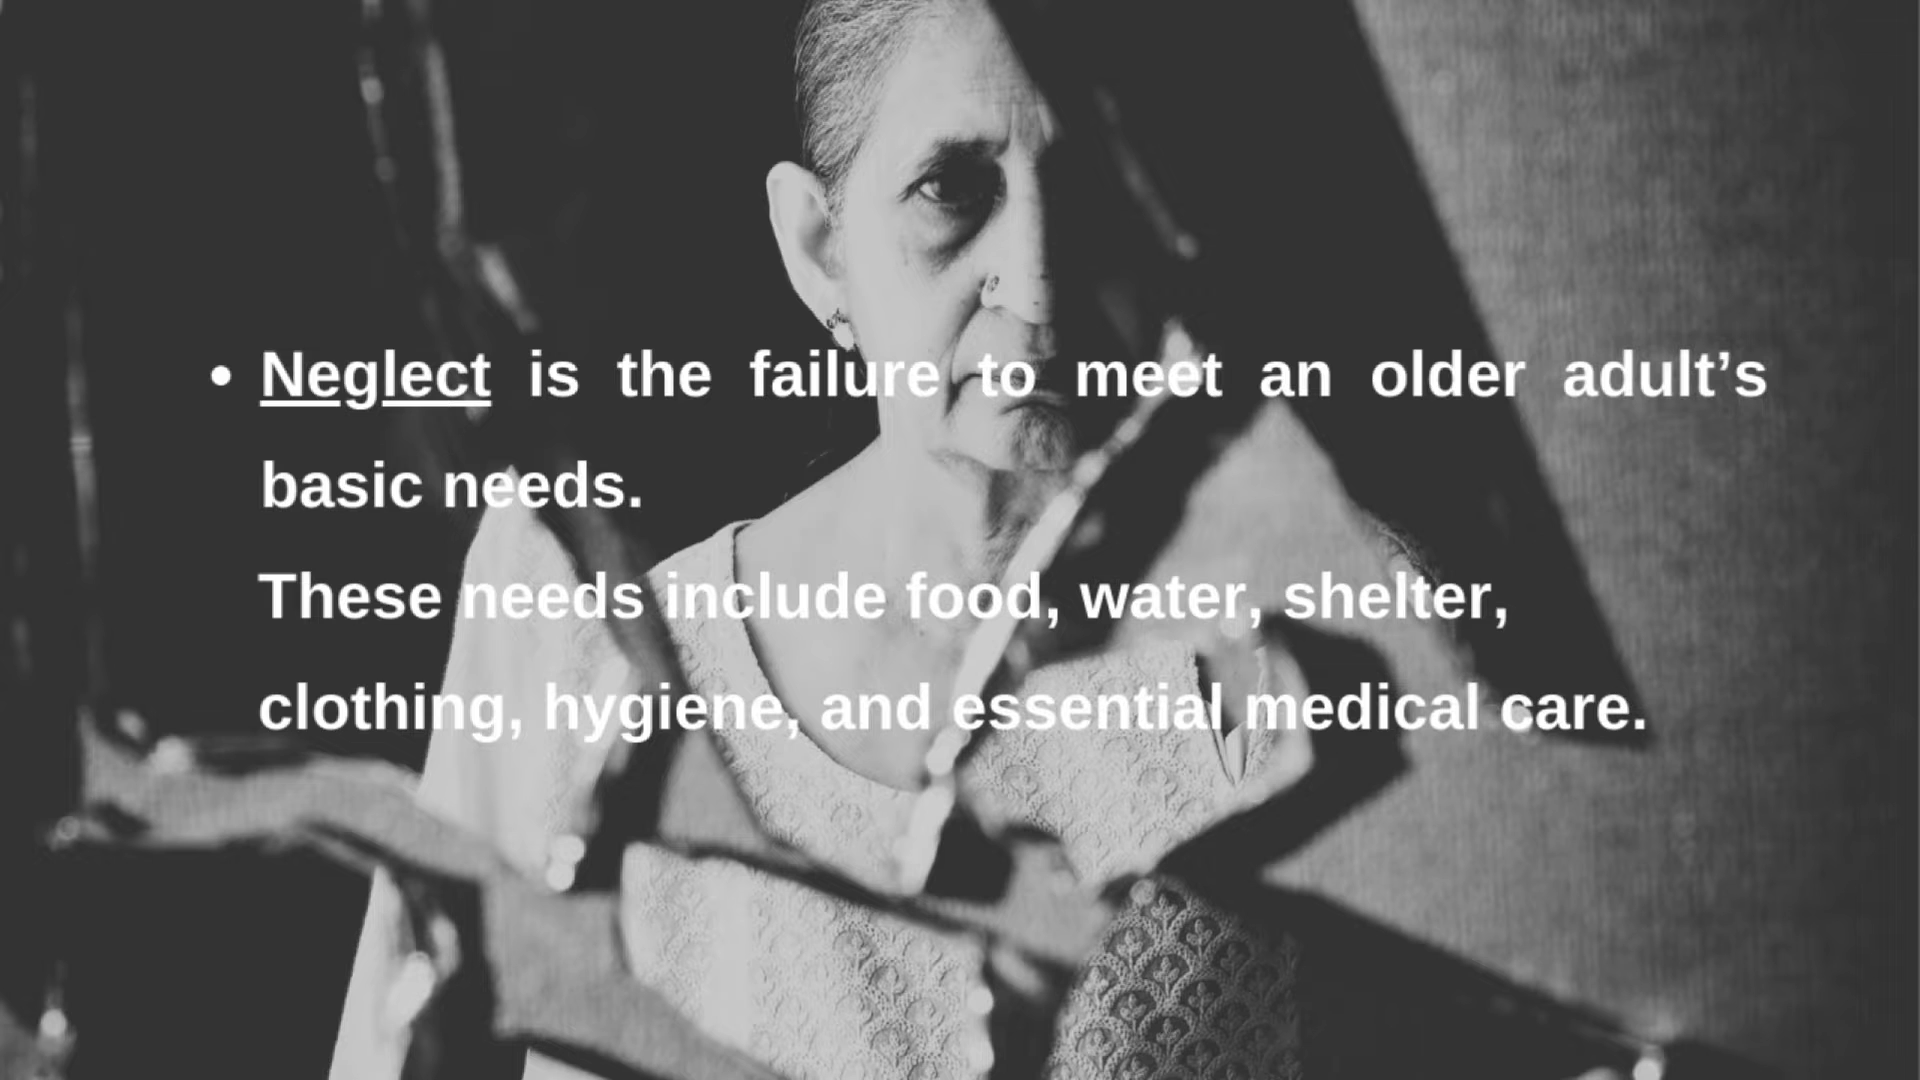 • Neglect is the failure to meet an older adult’s
basic needs.
These needs include food, water, shelter,
clothing, hygiene, and essential medical care.